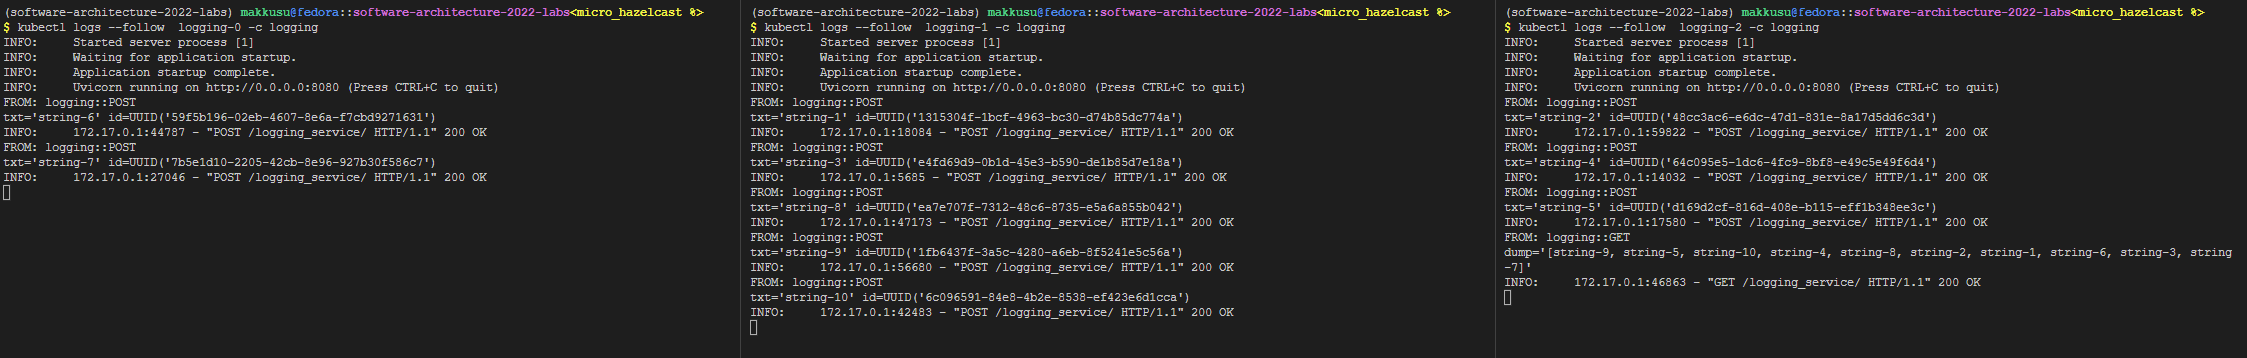 (software-architecture-2022-labs) makkusu@fedora::software-architecture-2022-labs<micro_hazelcast %>
$ kubectl logs --follow  logging-0 -c logging
INFO:     Started server process [1]
INFO:     Waiting for application startup.
INFO:     Application startup complete.
INFO:     Uvicorn running on http://0.0.0.0:8080 (Press CTRL+C to quit)
FROM: logging::POST
txt='string-6' id=UUID('59f5b196-02eb-4607-8e6a-f7cbd9271631')
INFO:     172.17.0.1:44787 - "POST /logging_service/ HTTP/1.1" 200 OK
FROM: logging::POST
txt='string-7' id=UUID('7b5e1d10-2205-42cb-8e96-927b30f586c7')
INFO:     172.17.0.1:27046 - "POST /logging_service/ HTTP/1.1" 200 OK
(software-architecture-2022-labs) makkusu@fedora::software-architecture-2022-labs<micro_hazelcast %>
$ kubectl logs --follow  logging-1 -c logging
INFO:     Started server process [1]
INFO:     Waiting for application startup.
INFO:     Application startup complete.
INFO:     Uvicorn running on http://0.0.0.0:8080 (Press CTRL+C to quit)
FROM: logging::POST
txt='string-1' id=UUID('1315304f-1bcf-4963-bc30-d74b85dc774a')
INFO:     172.17.0.1:18084 - "POST /logging_service/ HTTP/1.1" 200 OK
FROM: logging::POST
txt='string-3' id=UUID('e4fd69d9-0b1d-45e3-b590-de1b85d7e18a')
INFO:     172.17.0.1:5685 - "POST /logging_service/ HTTP/1.1" 200 OK
FROM: logging::POST
txt='string-8' id=UUID('ea7e707f-7312-48c6-8735-e5a6a855b042')
INFO:     172.17.0.1:47173 - "POST /logging_service/ HTTP/1.1" 200 OK
FROM: logging::POST
txt='string-9' id=UUID('1fb6437f-3a5c-4280-a6eb-8f5241e5c56a')
INFO:     172.17.0.1:56680 - "POST /logging_service/ HTTP/1.1" 200 OK
FROM: logging::POST
txt='string-10' id=UUID('6c096591-84e8-4b2e-8538-ef423e6d1cca')
INFO:     172.17.0.1:42483 - "POST /logging_service/ HTTP/1.1" 200 OK
(software-architecture-2022-labs) makkusu@fedora::software-architecture-2022-labs<micro_hazelcast %>
$ kubectl logs --follow  logging-2 -c logging
INFO:     Started server process [1]
INFO:     Waiting for application startup.
INFO:     Application startup complete.
INFO:     Uvicorn running on http://0.0.0.0:8080 (Press CTRL+C to quit)
FROM: logging::POST
txt='string-2' id=UUID('48cc3ac6-e6dc-47d1-831e-8a17d5dd6c3d')
INFO:     172.17.0.1:59822 - "POST /logging_service/ HTTP/1.1" 200 OK
FROM: logging::POST
txt='string-4' id=UUID('64c095e5-1dc6-4fc9-8bf8-e49c5e49f6d4')
INFO:     172.17.0.1:14032 - "POST /logging_service/ HTTP/1.1" 200 OK
FROM: logging::POST
txt='string-5' id=UUID('d169d2cf-816d-408e-b115-eff1b348ee3c')
INFO:     172.17.0.1:17580 - "POST /logging_service/ HTTP/1.1" 200 OK
FROM: logging::GET
dump='[string-9, string-5, string-10, string-4, string-8, string-2, string-1, string-6, string-3, string
-7]'
INFO:     172.17.0.1:46863 - "GET /logging_service/ HTTP/1.1" 200 OK